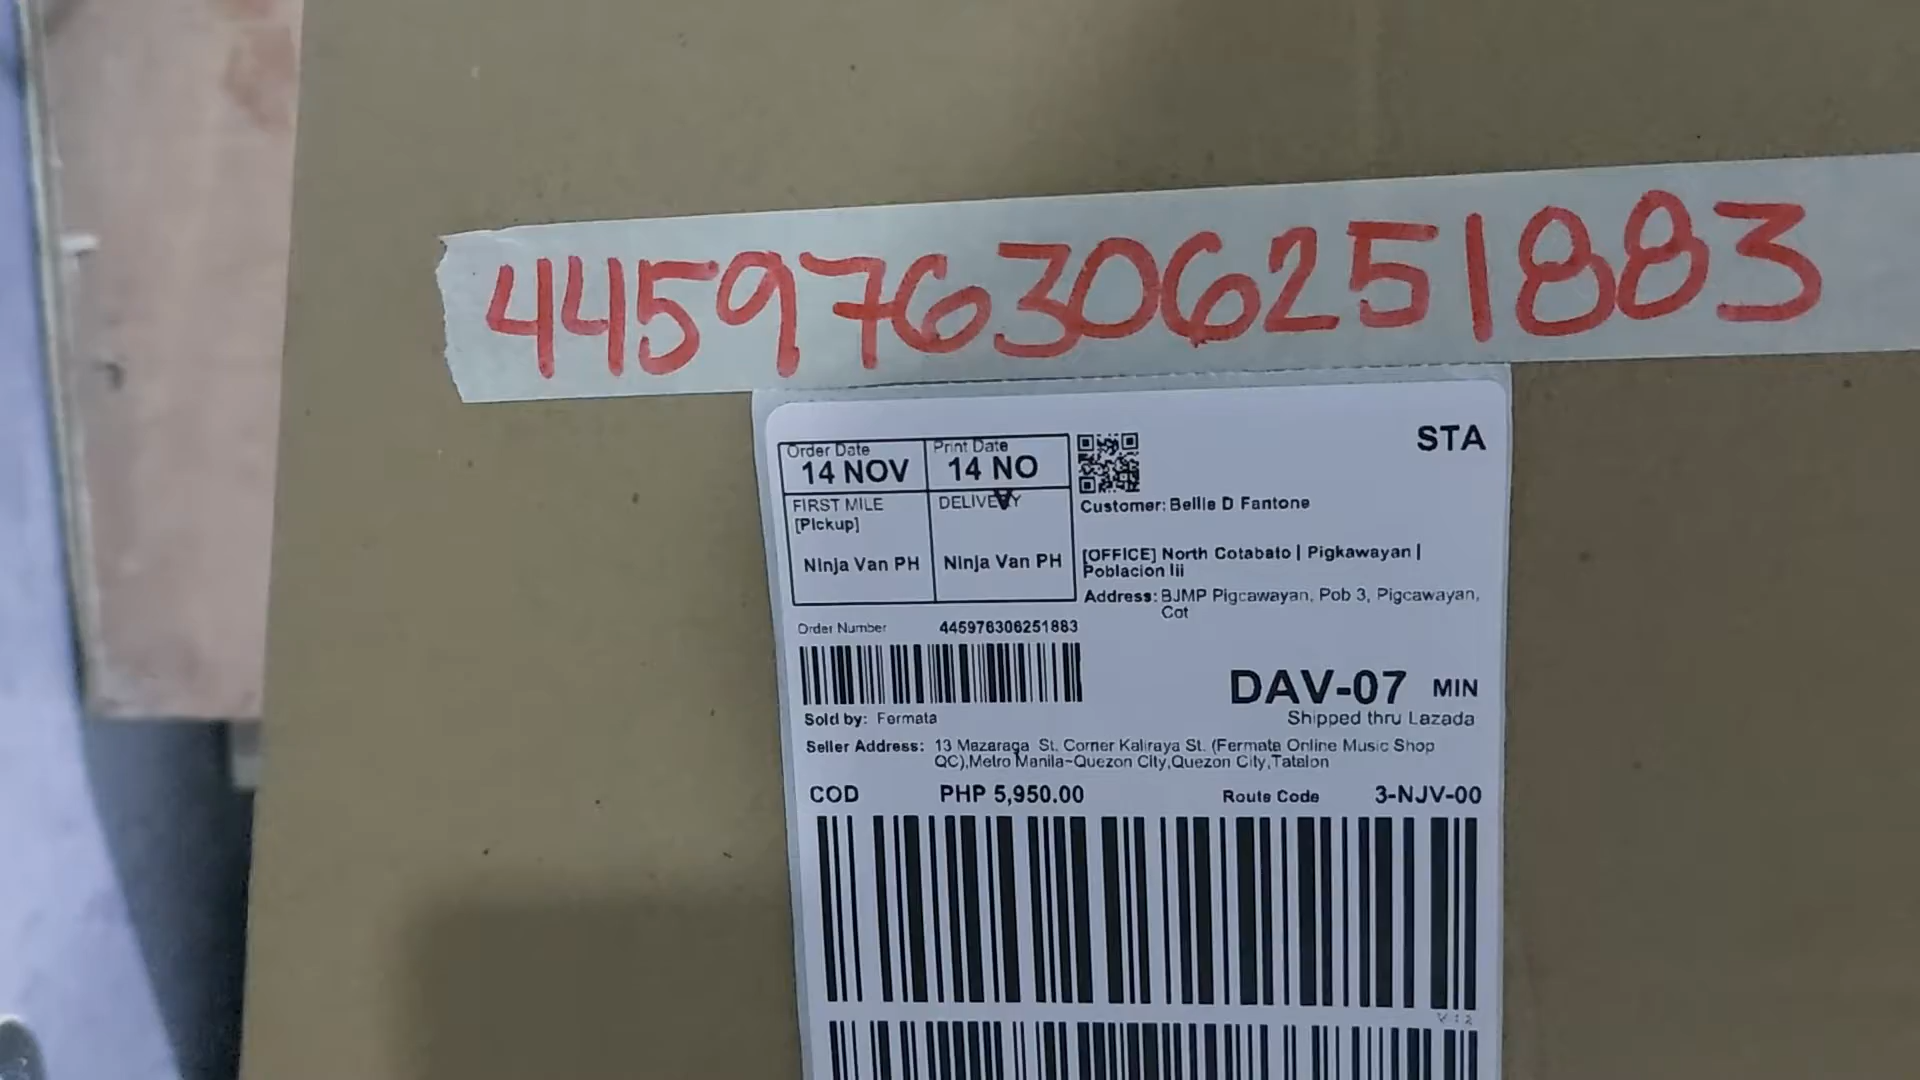 445976306251883
STA
Order Date
14 NOV
Print Date
14 NO
V
FIRST MILE
[Pickup]
Ninja Van PH
DELIVERY
Ninja Van PH
Customer: Bellie D Fantone
[OFFICE] North Cotabato | Pigkawayan |
Poblacion Iii
Address: BJMP Pigcawayan, Pob 3, Pigcawayan,
Cot
Order Number 445976306251883
DAV-07 MIN
Shipped thru Lazada
Sold by: Fermata
Seller Address: 13 Mazaraga St. Corner Kaliraya St. (Fermata Online Music Shop
QC),Metro Manila~Quezon City,Quezon City,Tatalon
COD PHP 5,950.00 Route Code 3-NJV-00